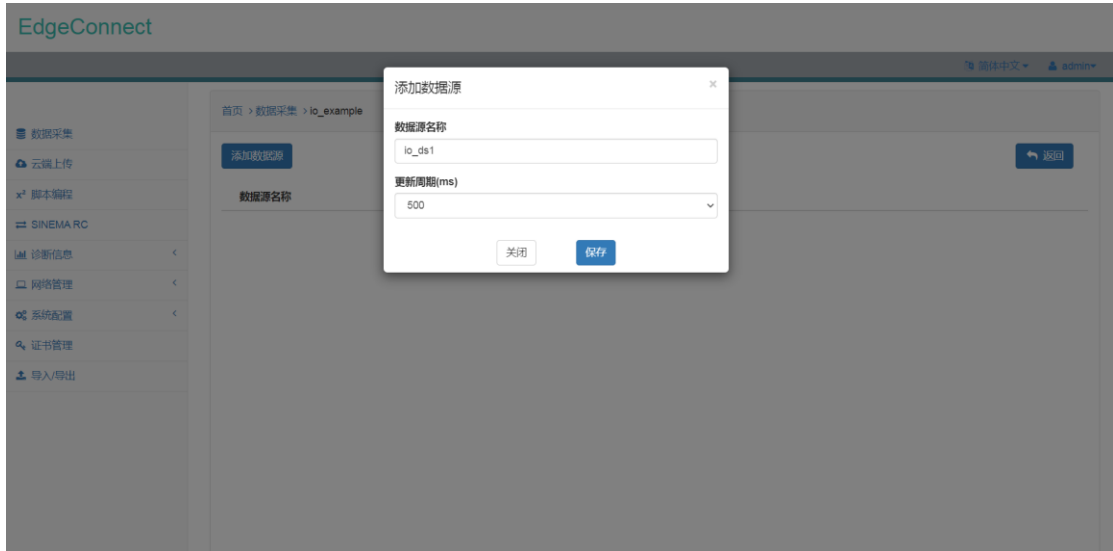 EdgeConnect
简体中文
admin
数据采集
云端上传
脚本编程
SINEMA RC
诊断信息
网络管理
系统配置
证书管理
导入/导出
首页 > 数据采集 > io_example
添加数据源
返回
数据源名称
添加数据源 ×
数据源名称
io_ds1
更新周期(ms)
500
关闭 保存